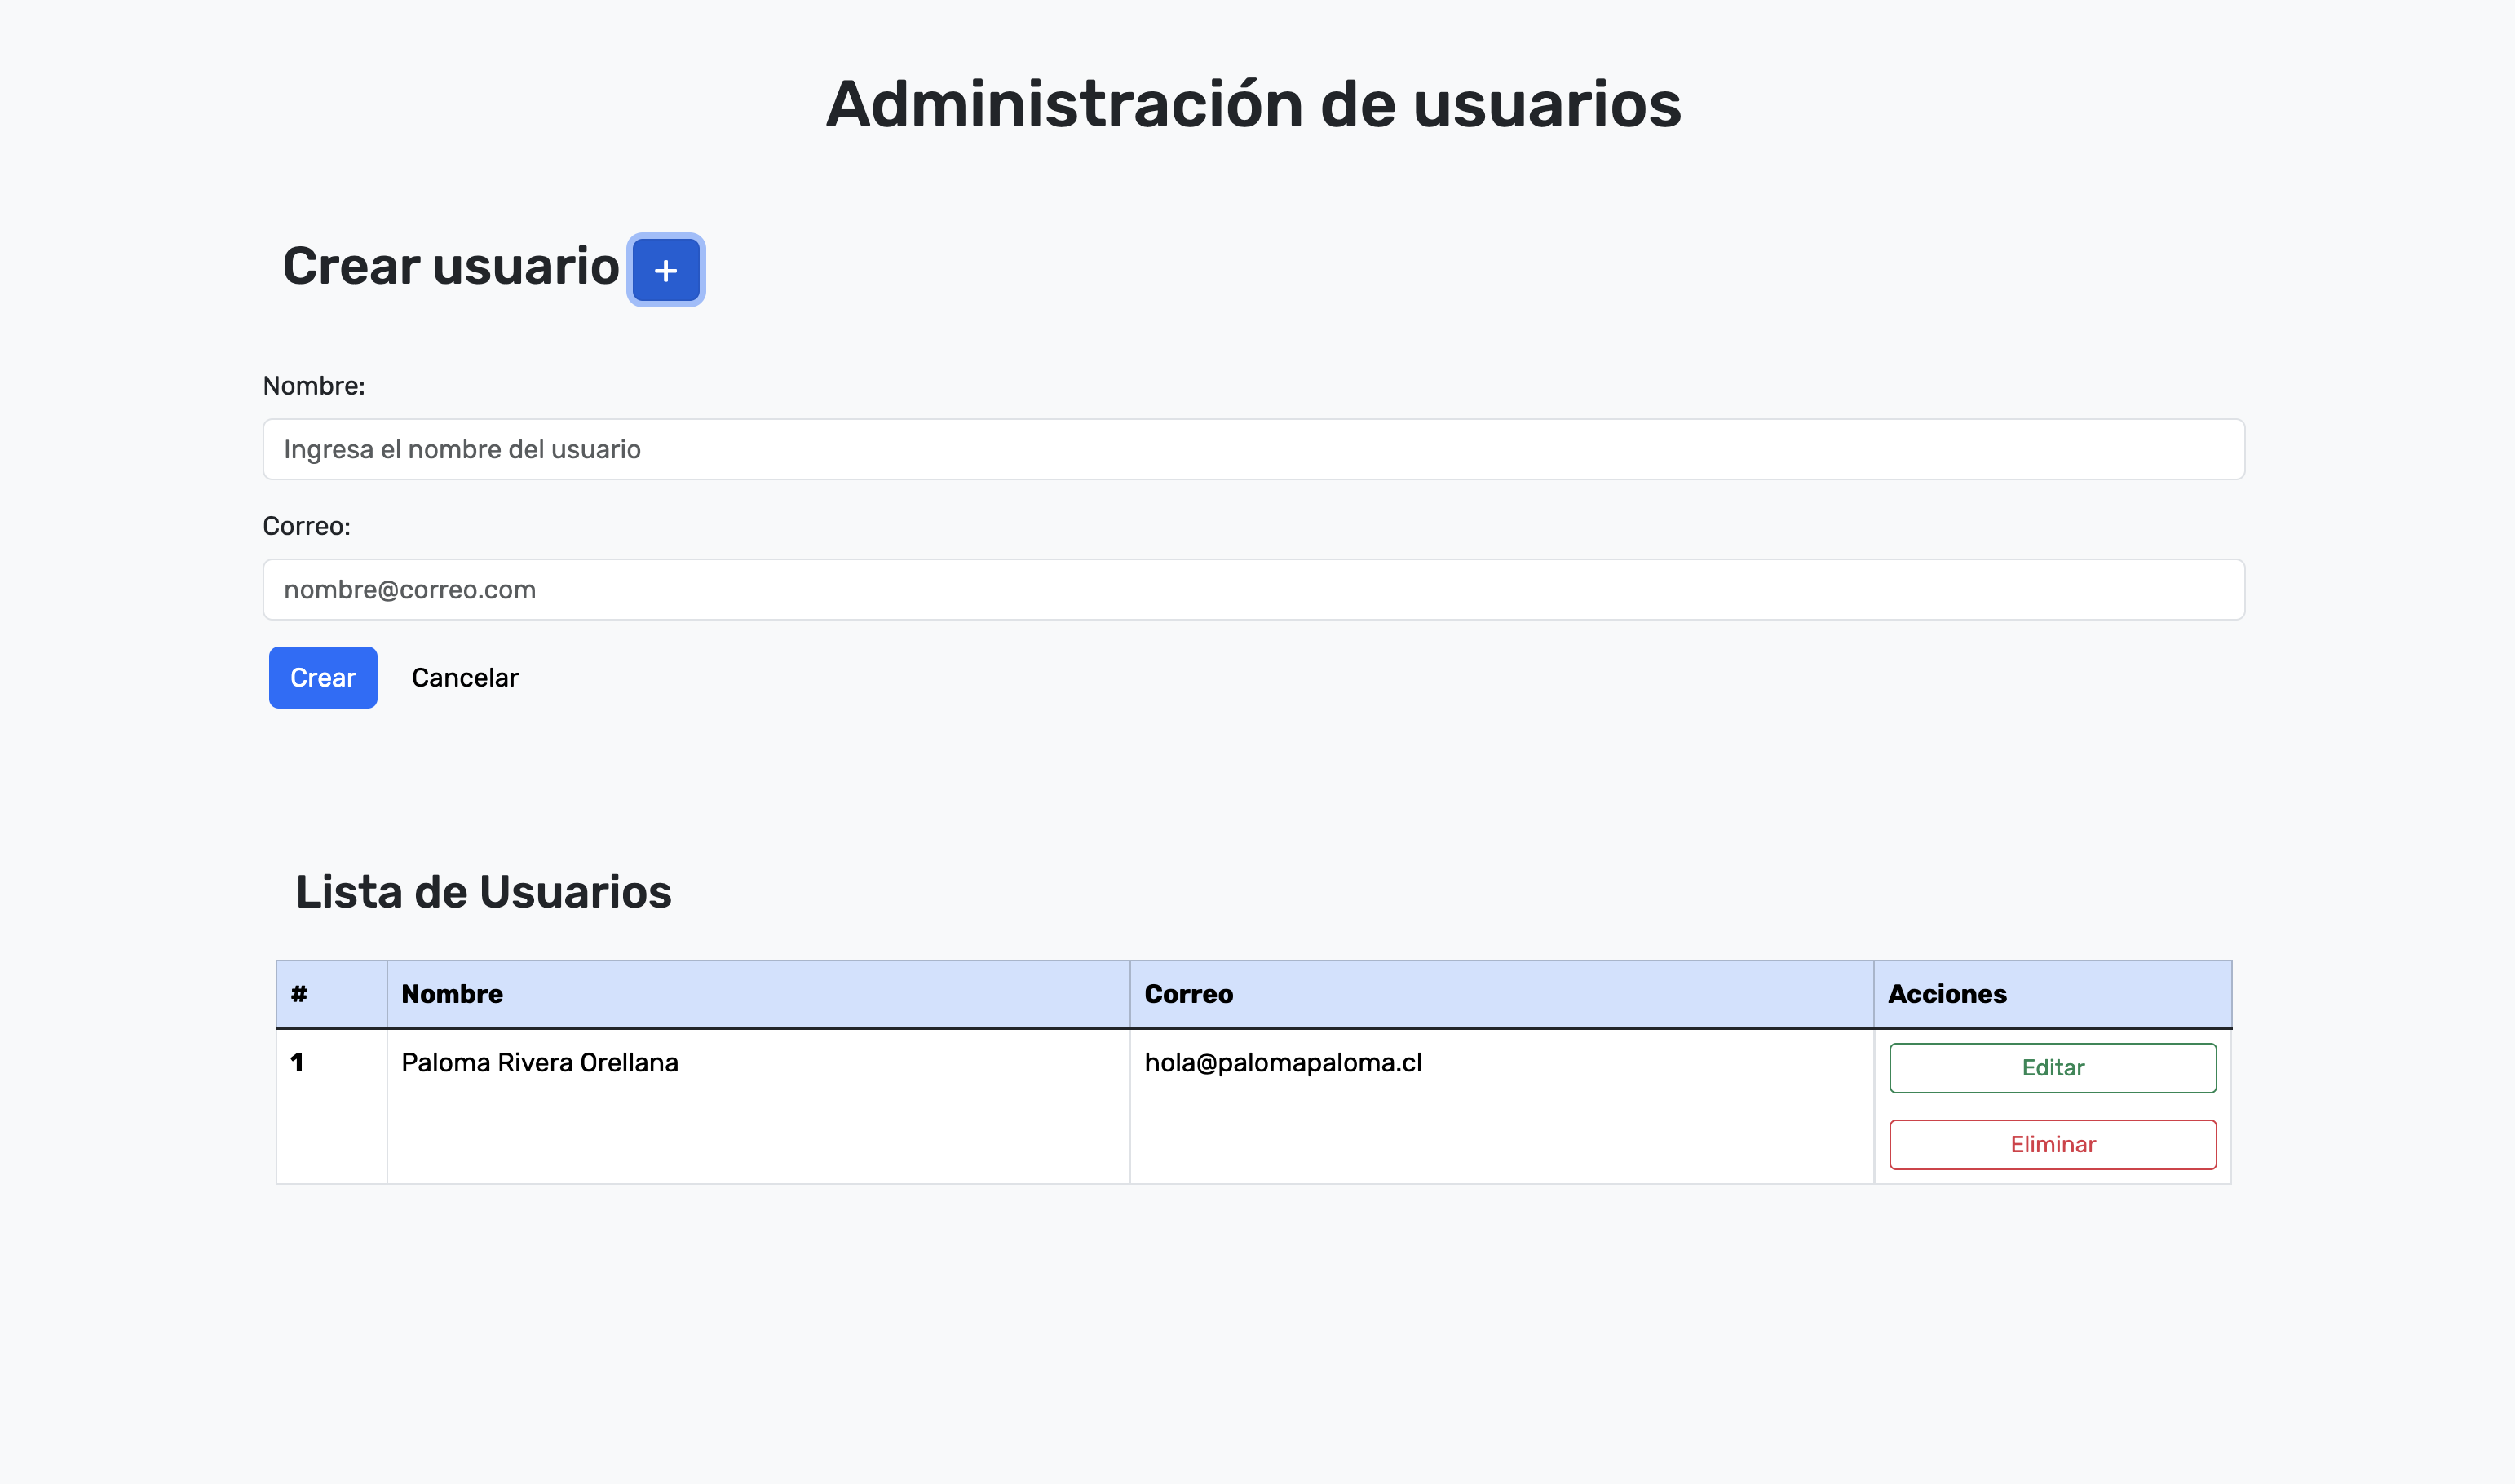 Administración de usuarios
Crear usuario +
Nombre:
Ingresa el nombre del usuario
Correo:
nombre@correo.com
Crear Cancelar
Lista de Usuarios
# Nombre Correo Acciones
1 Paloma Rivera Orellana hola@palomapaloma.cl Editar
Eliminar